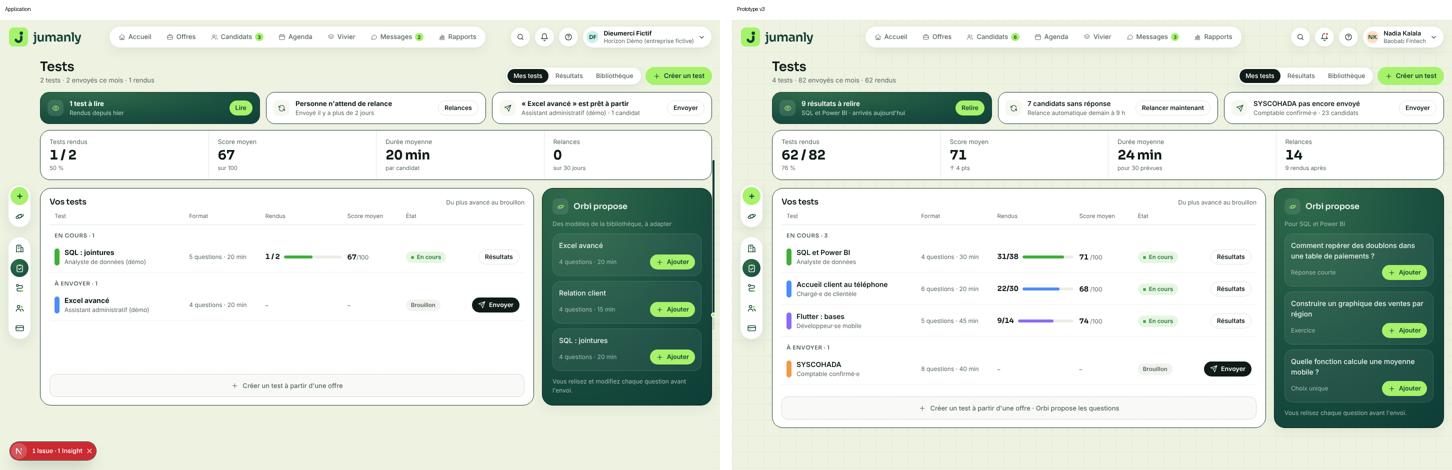 Application
jumanly
Accueil
Offres
Candidats 3
Agenda
Vivier
Messages 2
Rapports
DF
Dieumerci Fictif
Horizon Démo (entreprise fictive)
Tests
2 tests · 2 envoyés ce mois · 1 rendus
Mes tests
Résultats
Bibliothèque
+ Créer un test
1 test à lire
Rendus depuis hier
Lire
Personne n'attend de relance
Envoyé il y a plus de 2 jours
Relances
« Excel avancé » est prêt à partir
Assistant administratif (démo) · 1 candidat
Envoyer
Tests rendus
1 / 2
50 %
Score moyen
67
sur 100
Durée moyenne
20 min
par candidat
Relances
0
sur 30 jours
Vos tests
Du plus avancé au brouillon
Test Format Rendus Score moyen État
EN COURS · 1
SQL : jointures
Analyste de données (démo)
5 questions · 20 min
1 / 2
67/100
En cours
Résultats
À ENVOYER · 1
Excel avancé
Assistant administratif (démo)
4 questions · 20 min
–
–
Brouillon
Envoyer
+ Créer un test à partir d'une offre
Orbi propose
Des modèles de la bibliothèque, à adapter
Excel avancé
4 questions · 20 min
+ Ajouter
Relation client
4 questions · 15 min
+ Ajouter
SQL : jointures
4 questions · 20 min
+ Ajouter
Vous relisez et modifiez chaque question avant
l'envoi.
N 1 Issue · 1 Insight ×
Prototype v3
jumanly
Accueil
Offres
Candidats 6
Agenda
Vivier
Messages 3
Rapports
NK
Nadia Kalala
Baobab Fintech
Tests
4 tests · 82 envoyés ce mois · 62 rendus
Mes tests
Résultats
Bibliothèque
+ Créer un test
9 résultats à relire
SQL et Power BI · arrivés aujourd'hui
Relire
7 candidats sans réponse
Relance automatique demain à 9 h
Relancer maintenant
SYSCOHADA pas encore envoyé
Comptable confirmé·e · 23 candidats
Envoyer
Tests rendus
62 / 82
76 %
Score moyen
71
↑ 4 pts
Durée moyenne
24 min
pour 30 prévues
Relances
14
9 rendus après
Vos tests
Du plus avancé au brouillon
Test Format Rendus Score moyen État
EN COURS · 3
SQL et Power BI
Analyste de données
4 questions · 30 min
31/38
71 /100
En cours
Résultats
Accueil client au téléphone
Chargé·e de clientèle
6 questions · 20 min
22/30
68 /100
En cours
Résultats
Flutter : bases
Développeur·se mobile
5 questions · 45 min
9/14
74 /100
En cours
Résultats
À ENVOYER · 1
SYSCOHADA
Comptable confirmé·e
8 questions · 40 min
–
–
Brouillon
Envoyer
+ Créer un test à partir d'une offre · Orbi propose les questions
Orbi propose
Pour SQL et Power BI
Comment repérer des doublons dans
une table de paiements ?
Réponse courte
+ Ajouter
Construire un graphique des ventes par
région
Exercice
+ Ajouter
Quelle fonction calcule une moyenne
mobile ?
Choix unique
+ Ajouter
Vous relisez chaque question avant l'envoi.